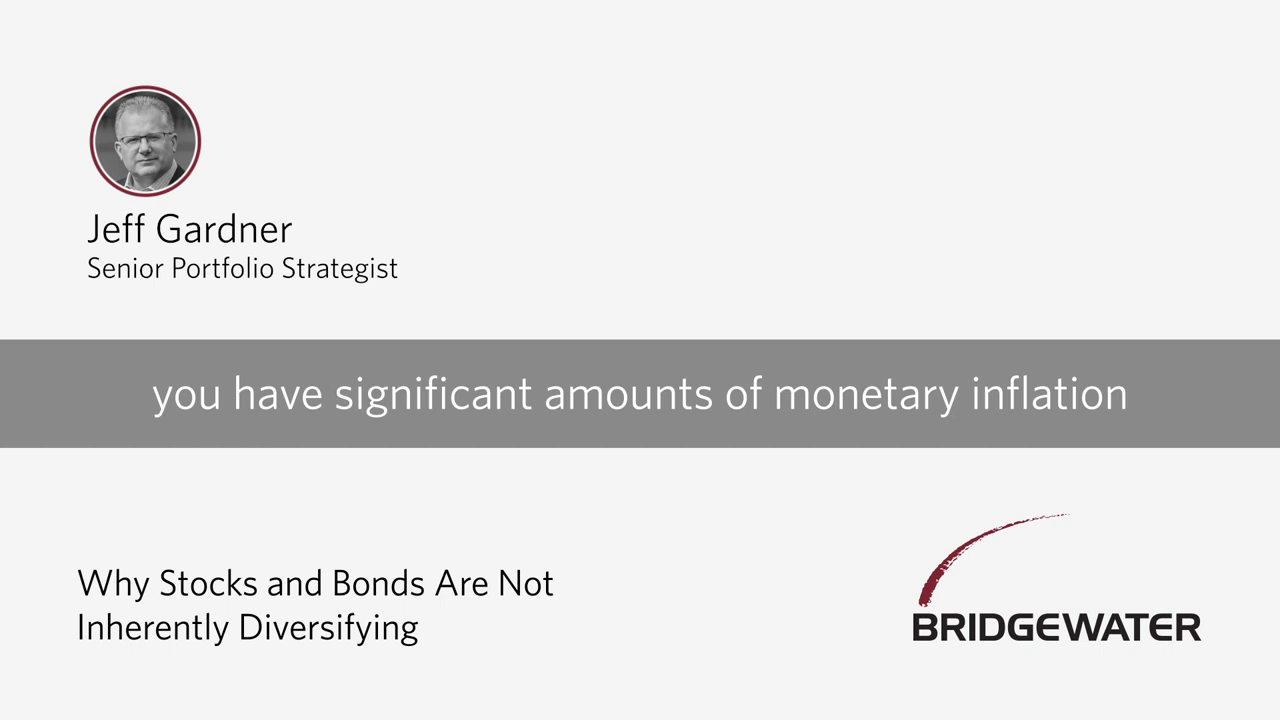 Jeff Gardner
Senior Portfolio Strategist
you have significant amounts of monetary inflation
Why Stocks and Bonds Are Not
Inherently Diversifying
BRIDGEWATER